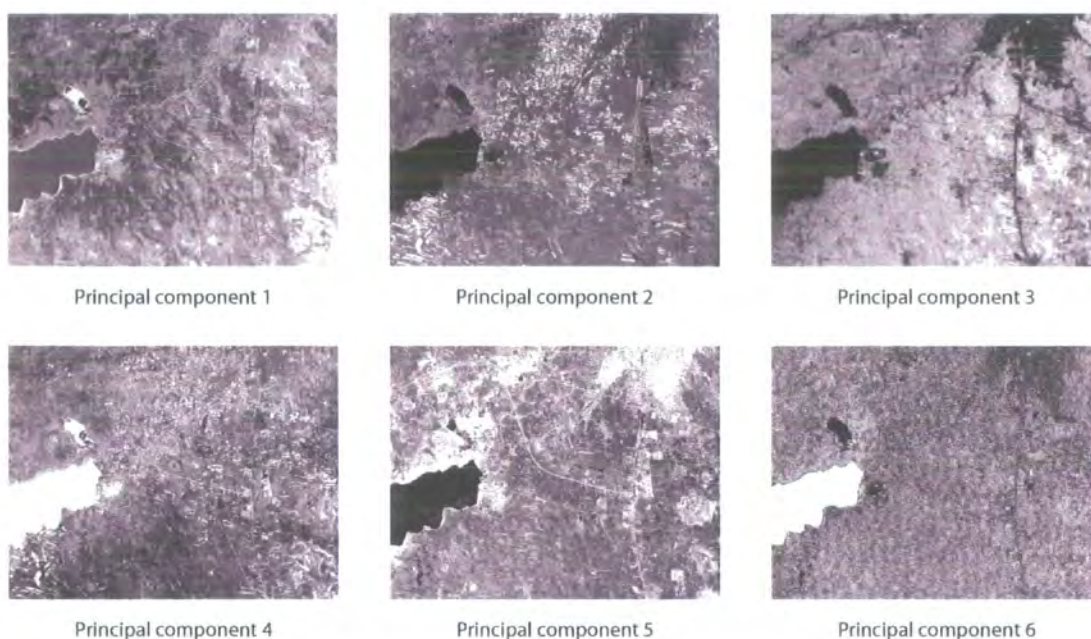 Principal component 1
Principal component 2
Principal component 3
Principal component 4
Principal component 5
Principal component 6